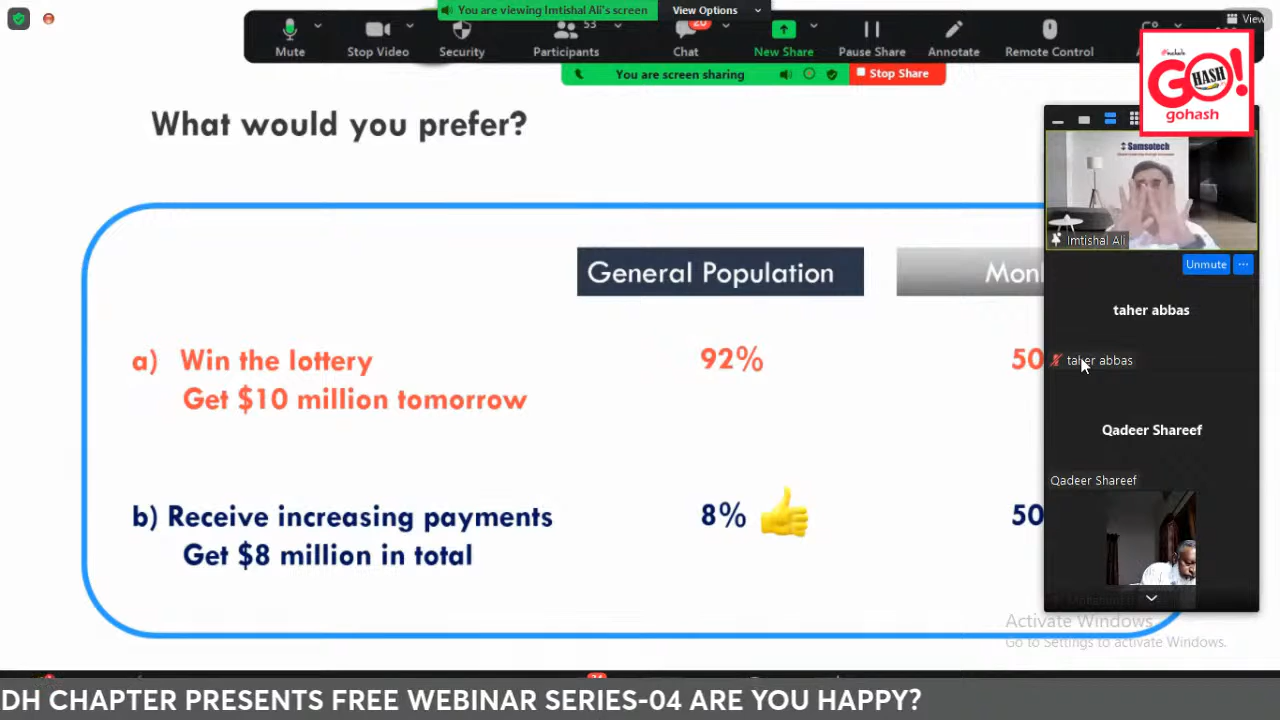 You are viewing Imtishal Ali's screen
View Options
View
Mute
Stop Video
Security
53
Participants
Chat
New Share
Pause Share
Annotate
Remote Control
You are screen sharing
Stop Share
GO!
HASH
gohash
What would you prefer?
Samsotech
Imtishal Ali
Unmute
General Population
taher abbas
a) Win the lottery
92%
50
Get $10 million tomorrow
taher abbas
Qadeer Shareef
Qadeer Shareef
b) Receive increasing payments
8%
50
Get $8 million in total
Activate Windows
Go to Settings to activate Windows.
DH CHAPTER PRESENTS FREE WEBINAR SERIES-04 ARE YOU HAPPY?